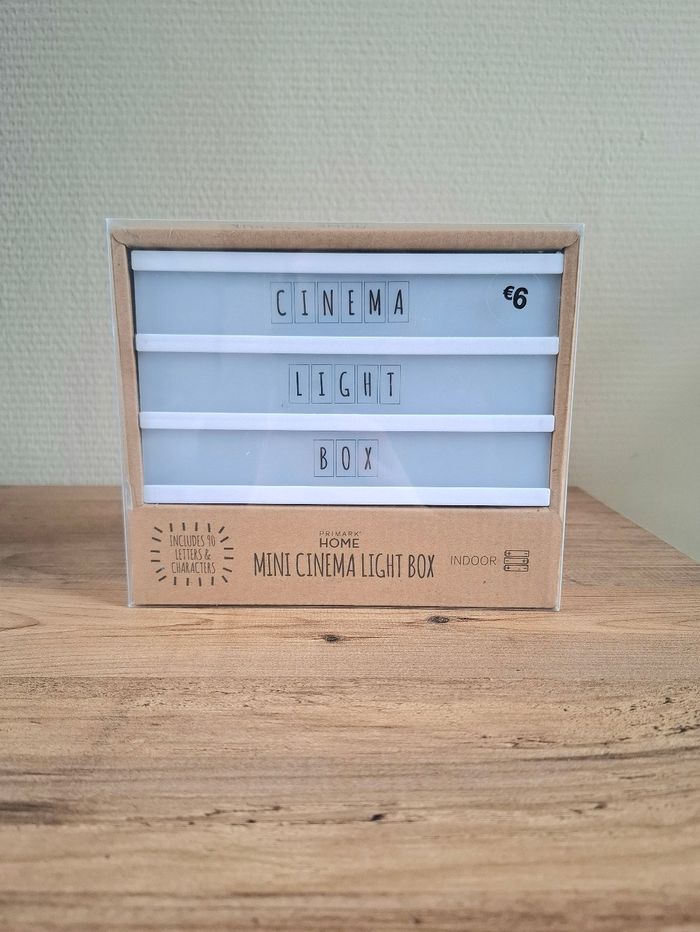 CINEMA
€6
LIGHT
BOX
INCLUDES 90
LETTERS &
CHARACTERS
PRIMARK®
HOME
MINI CINEMA LIGHT BOX
INDOOR